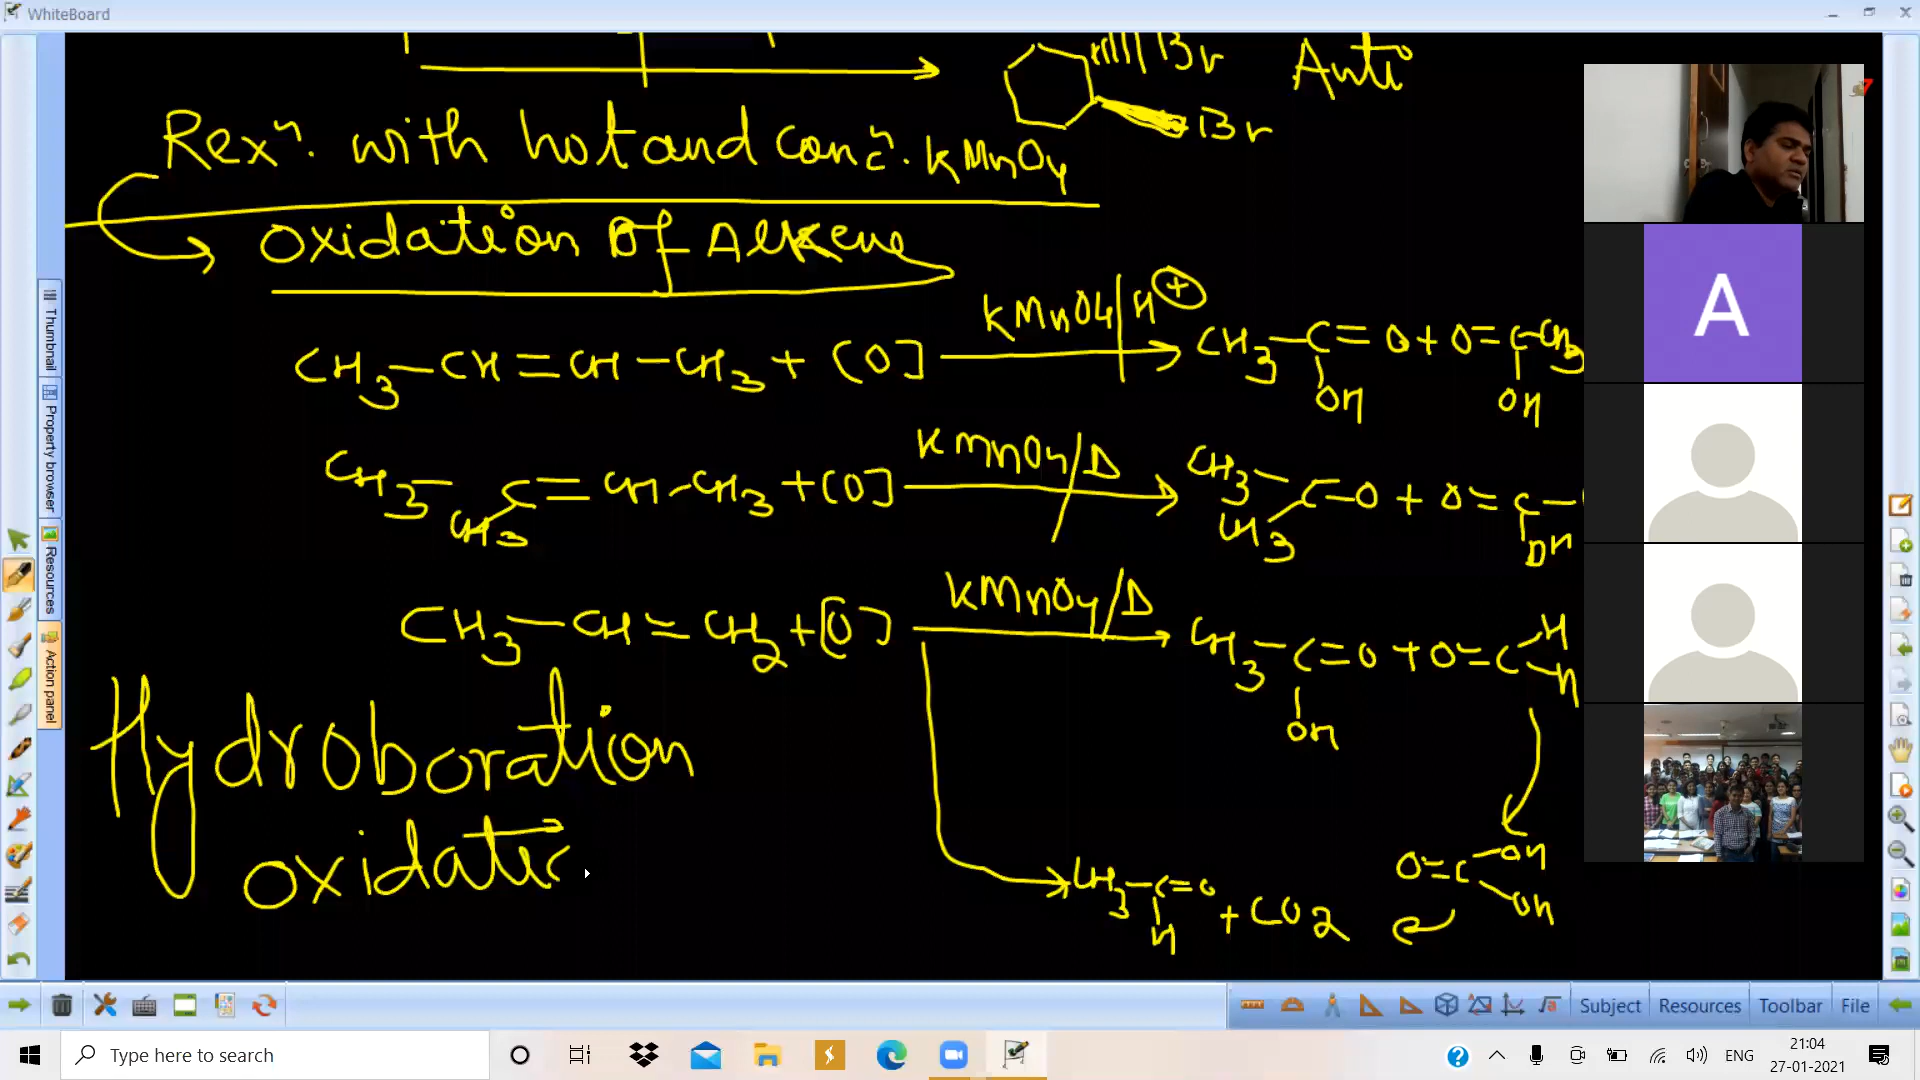 WhiteBoard
Br Anti
Br
Rexⁿ. with hot and concⁿ. KMnO4
Oxidation Of Alkene
CH3-CH=CH-CH3 + [O] KMnO4/H⊕ CH3-C=O + O=C-CH3
OH OH
CH3-C=CH-CH3 + [O] KMnO4/Δ CH3-C-O + O=C-
CH3 CH3 OH
CH3-CH=CH2 + [O] KMnO4/Δ CH3-C=O + O=C-H
H
OH
Hydroboration
oxidatio
O=C-OH
OH
CH3-C=O + CO2
H
A
Thumbnail
Property browser
Resources
Action panel
Subject Resources Toolbar File
Type here to search
ENG
21:04
27-01-2021